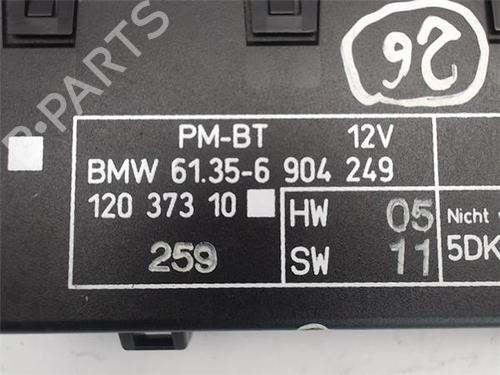 26
PM-BT 12V
BMW 61.35-6 904 249
120 373 10 HW 05
Nicht
259 SW 11 5DK
B-PARTS